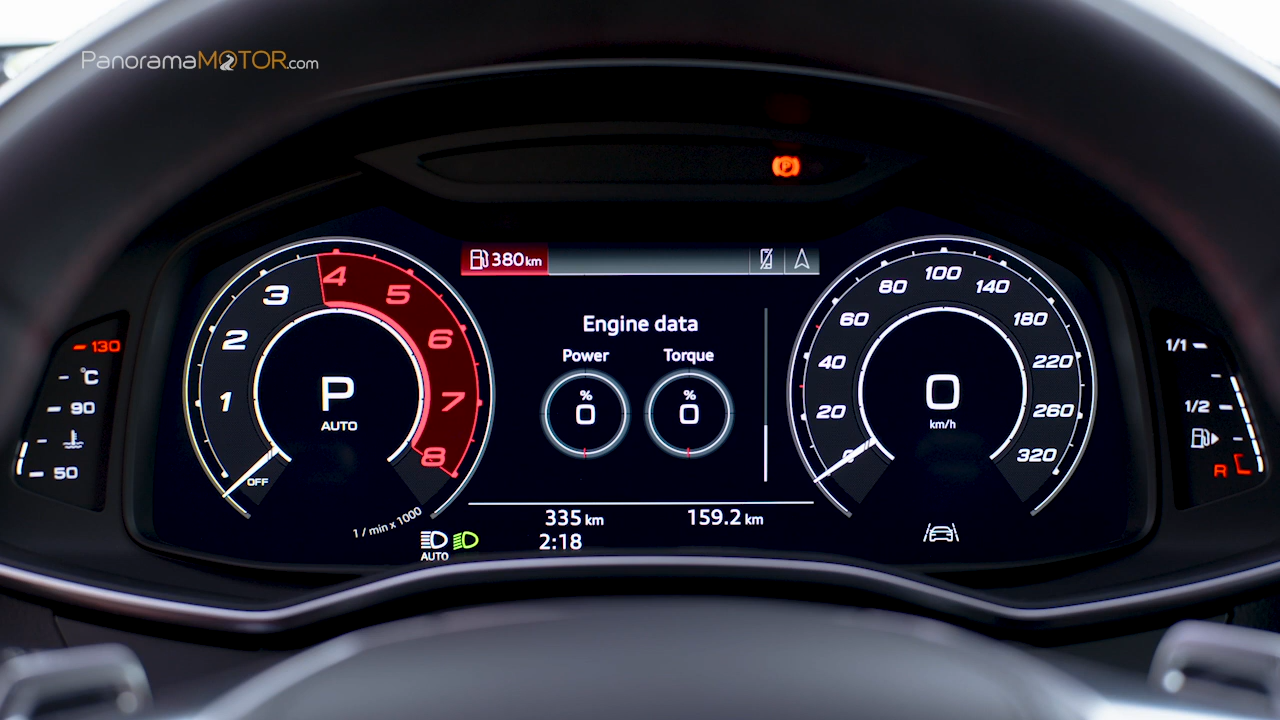 PanoramaMOTOR.com
P
380 km
130
°C
90
50
1
2
3
4
5
6
7
8
P
AUTO
OFF
1 / min x 1000
Engine data
Power
Torque
%
0
%
0
335 km
159.2 km
2:18
AUTO
0
20
40
60
80
100
140
180
220
260
320
0
km/h
1/1
1/2
R